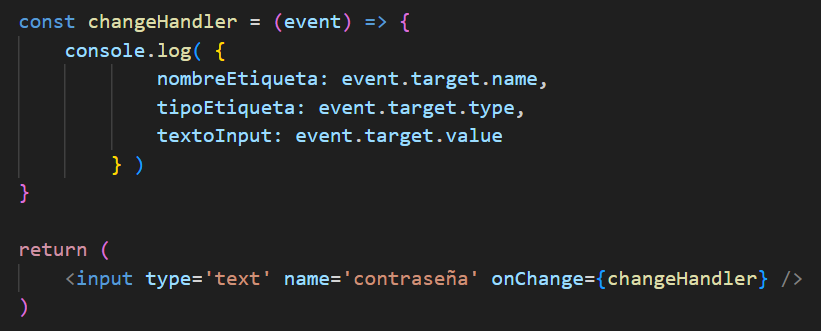 const changeHandler = (event) => {
    console.log( {
            nombreEtiqueta: event.target.name,
            tipoEtiqueta: event.target.type,
            textoInput: event.target.value
        } )
}
return (
    <input type='text' name='contraseña' onChange={changeHandler} />
)